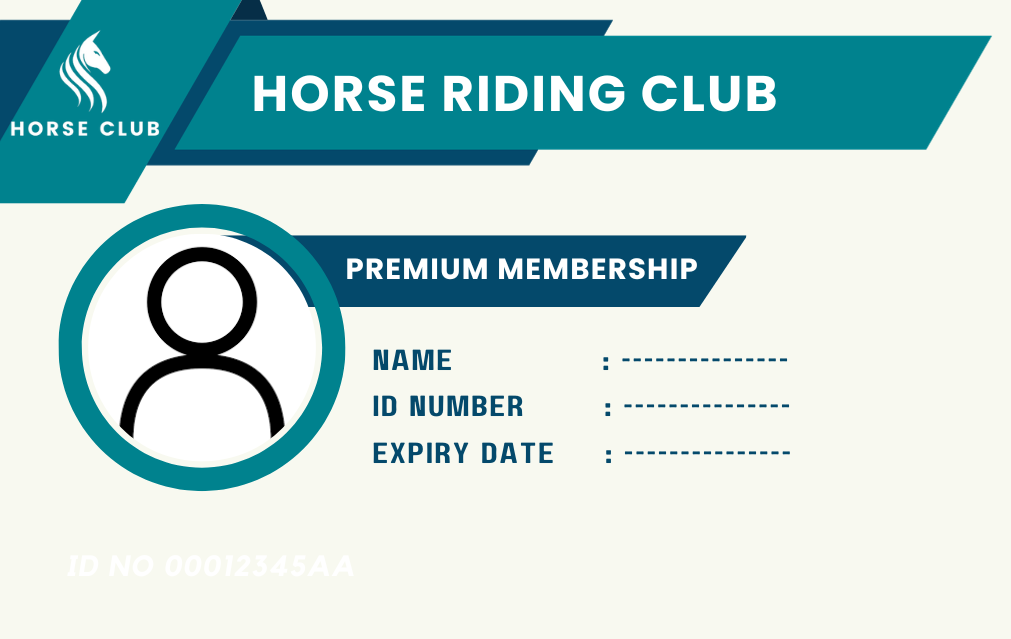 HORSE CLUB
HORSE RIDING CLUB
PREMIUM MEMBERSHIP
NAME : ---------------
ID NUMBER : ---------------
EXPIRY DATE : ---------------
ID NO 00012345AA